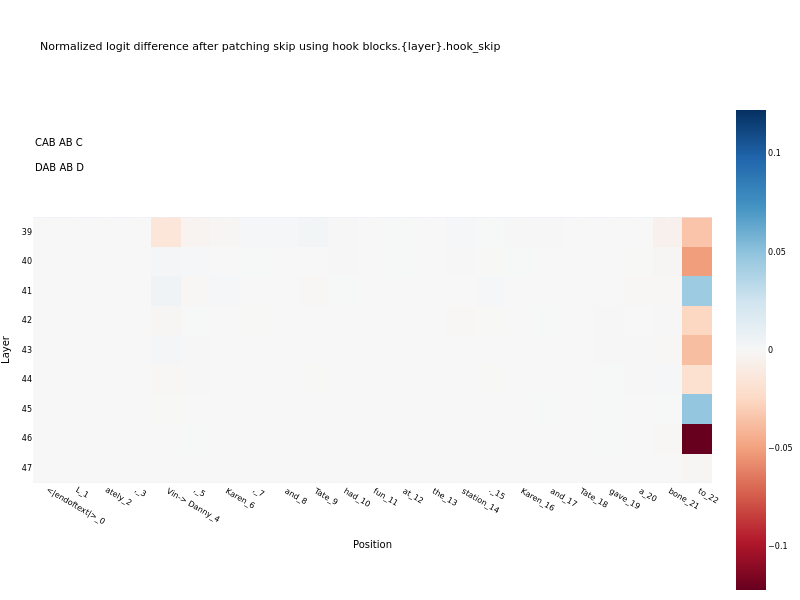 Normalized logit difference after patching skip using hook blocks.{layer}.hook_skip
CAB AB C
DAB AB D
0.1
0.05
0
−0.05
−0.1
Layer
39
40
41
42
43
44
45
46
47
<|endoftext|>_0
L_1
ately_2
,_3
Vin-> Danny_4
,_5
Karen_6
,_7
and_8
Tate_9
had_10
fun_11
at_12
the_13
station_14
._15
Karen_16
and_17
Tate_18
gave_19
a_20
bone_21
to_22
Position